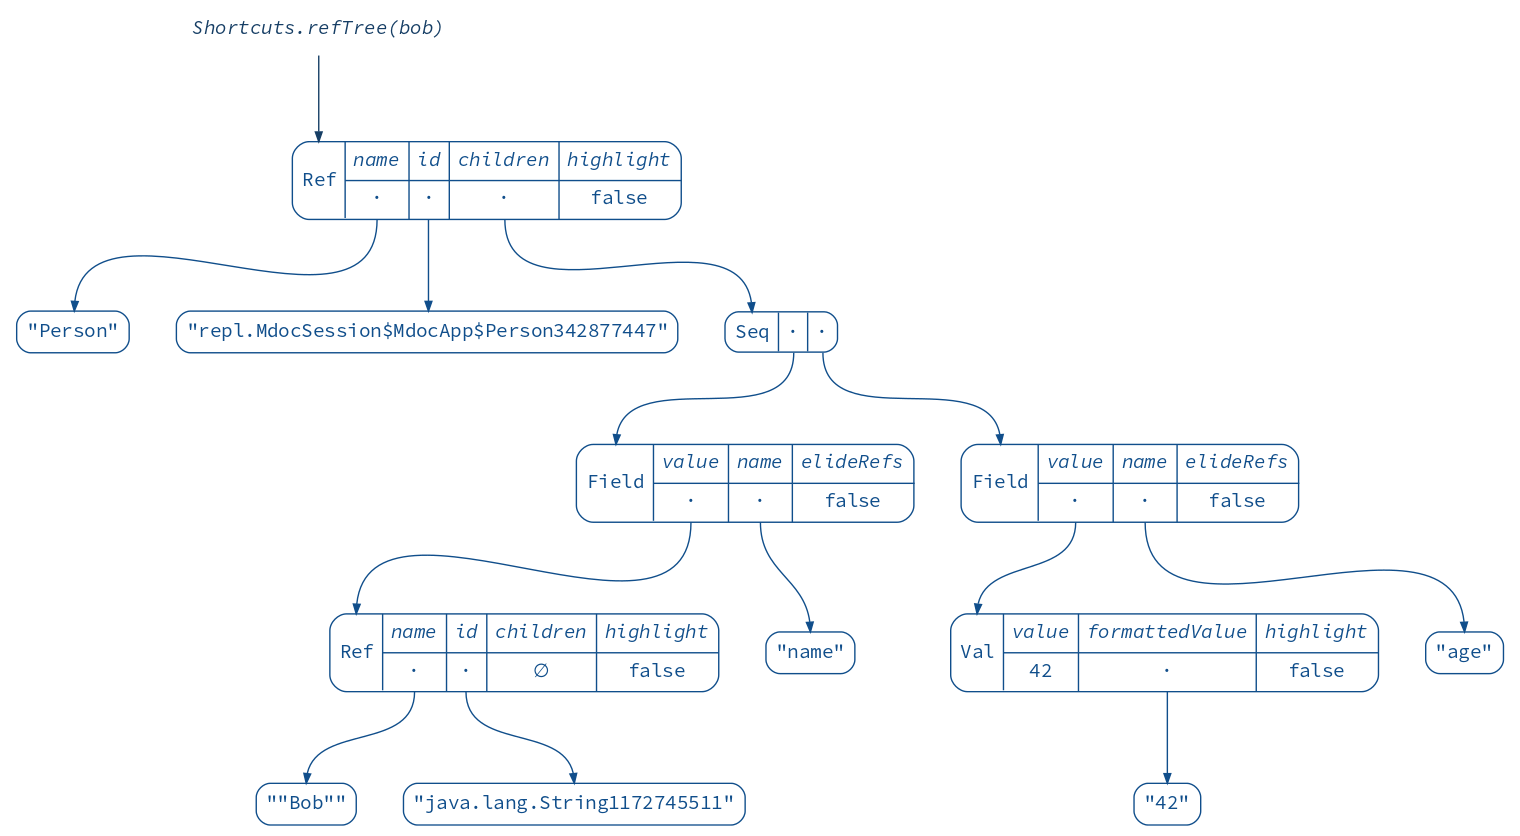 Shortcuts.refTree(bob)
Ref name id children highlight
· · · false
"Person"
"repl.MdocSession$MdocApp$Person342877447"
Seq · ·
Field value name elideRefs
· · false
Field value name elideRefs
· · false
Ref name id children highlight
· · ∅ false
"name"
Val value formattedValue highlight
42 · false
"age"
""Bob""
"java.lang.String1172745511"
"42"